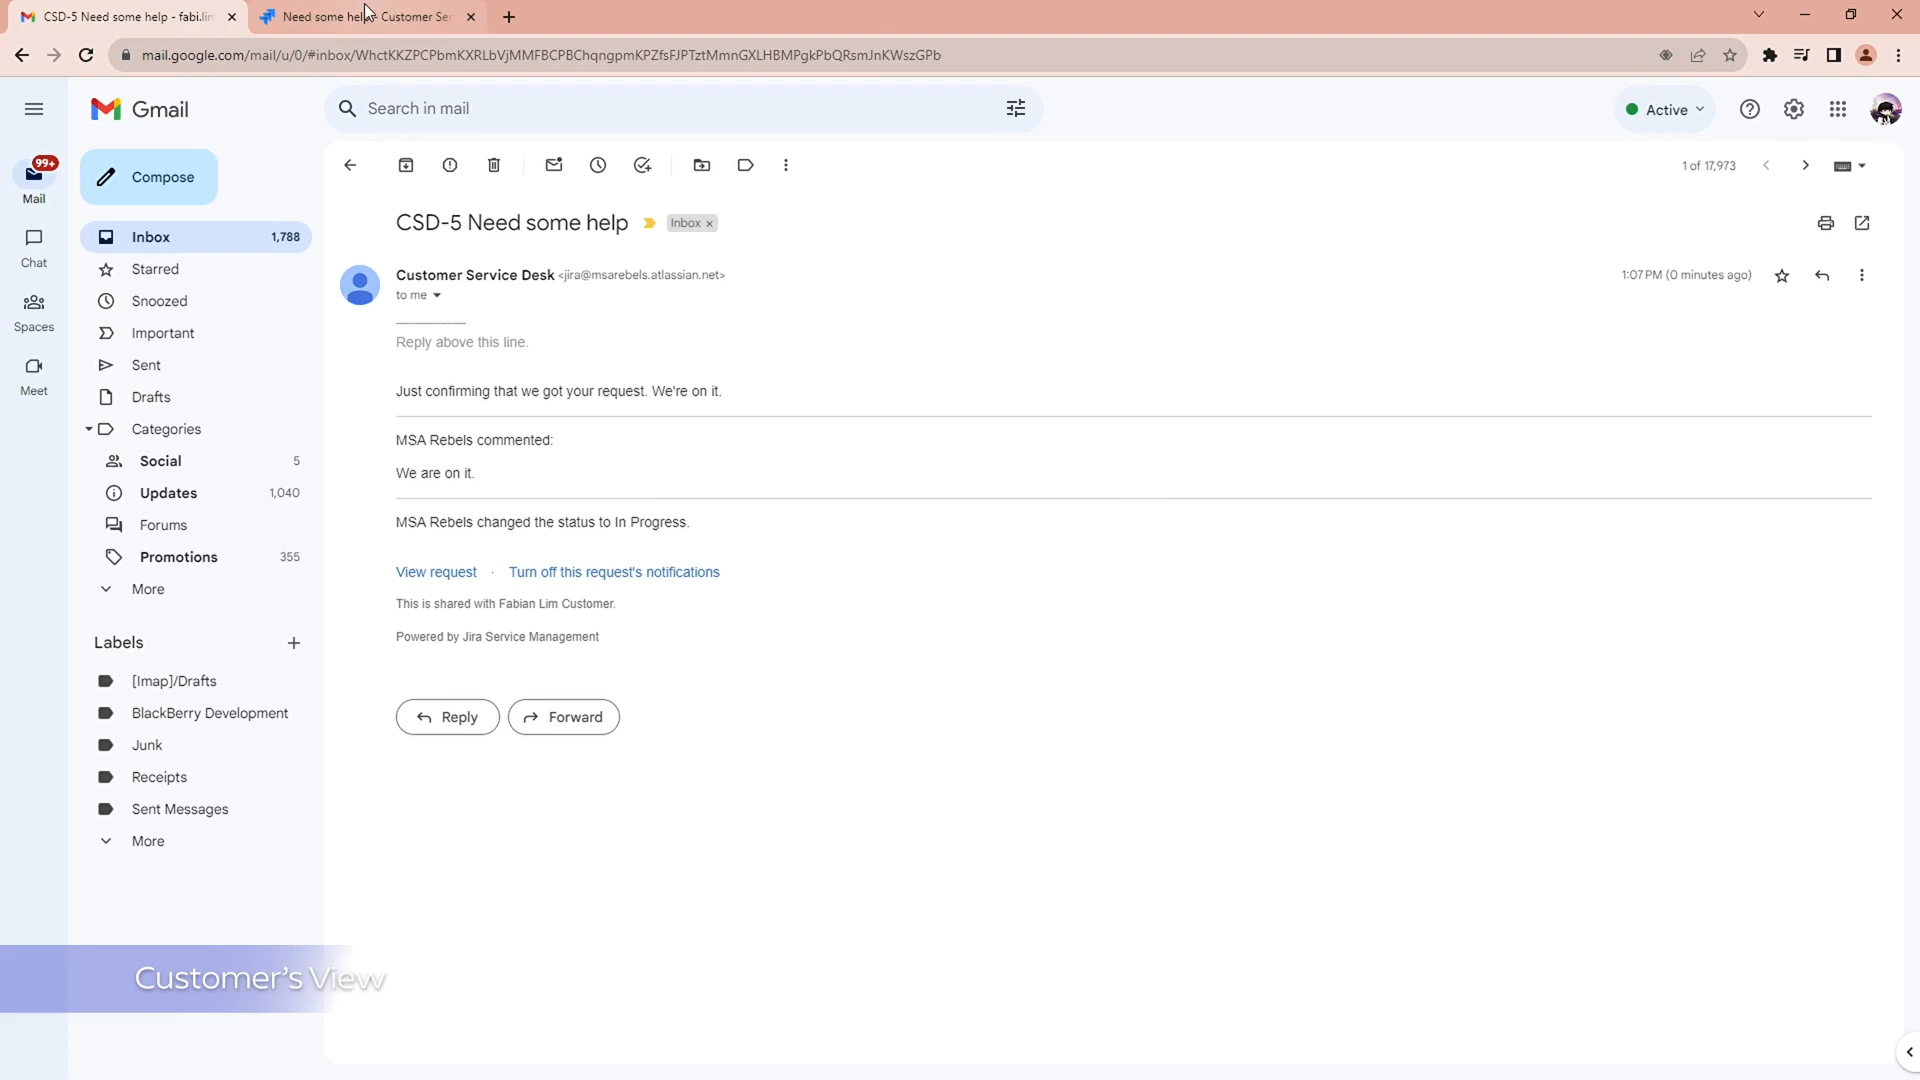 CSD-5 Need some help - fabi.lim
Need some help - Customer Ser
mail.google.com/mail/u/0/#inbox/WhctKKZPCPbmKXRLbVjMMFBCPBChqngpmKPZfsFJPTztMmnGXLHBMPgkPbQRsmJnKWszGPb
Gmail
Search in mail
Active
99+
Mail
Chat
Spaces
Meet
Compose
Inbox 1,788
Starred
Snoozed
Important
Sent
Drafts
Categories
Social 5
Updates 1,040
Forums
Promotions 355
More
Labels
[Imap]/Drafts
BlackBerry Development
Junk
Receipts
Sent Messages
More
1 of 17,973
CSD-5 Need some help Inbox ×
Customer Service Desk <jira@msarebels.atlassian.net>
1:07 PM (0 minutes ago)
to me
Reply above this line.
Just confirming that we got your request. We're on it.
MSA Rebels commented:
We are on it.
MSA Rebels changed the status to In Progress.
View request · Turn off this request's notifications
This is shared with Fabian Lim Customer.
Powered by Jira Service Management
Reply
Forward
Customer's View